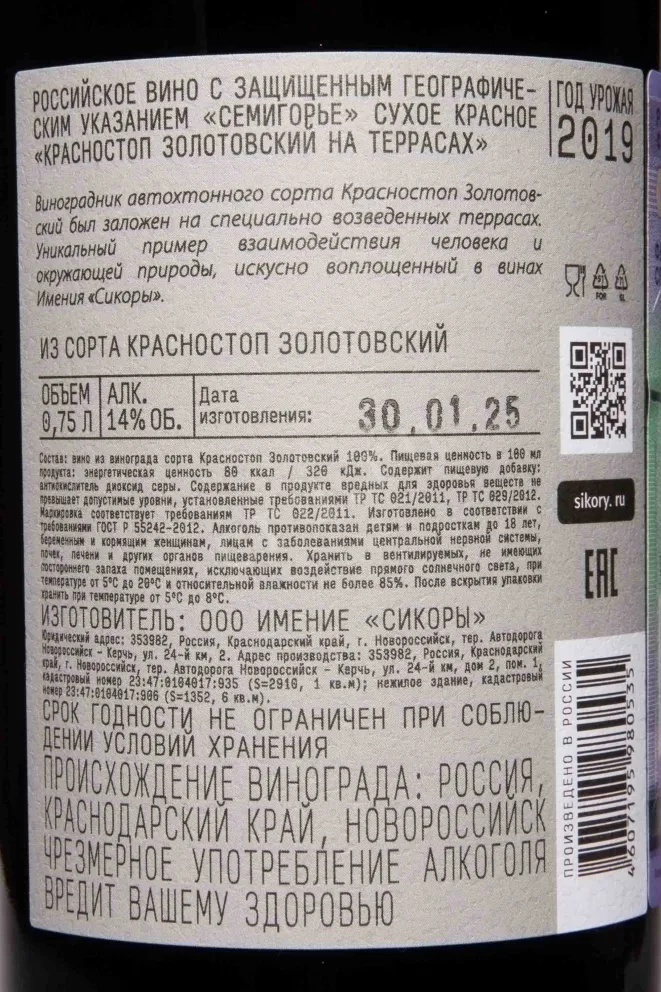 РОССИЙСКОЕ ВИНО С ЗАЩИЩЕННЫМ ГЕОГРАФИЧЕ-
СКИМ УКАЗАНИЕМ «СЕМИГОРЬЕ» СУХОЕ КРАСНОЕ
«КРАСНОСТОП ЗОЛОТОВСКИЙ НА ТЕРРАСАХ»
ГОД УРОЖАЯ
2019
Виноградник автохтонного сорта Красностоп Золотов-
ский был заложен на специально возведенных террасах.
Уникальный пример взаимодействия человека и
окружающей природы, искусно воплощенный в винах
Имения «Сикоры».
FOR
GL
ИЗ СОРТА КРАСНОСТОП ЗОЛОТОВСКИЙ
ОБЪЕМ
0,75 Л
АЛК.
14% ОБ.
Дата
изготовления:
30.01.25
Состав: вино из винограда сорта Красностоп Золотовский 100%. Пищевая ценность в 100 мл
продукта: энергетическая ценность 80 ккал / 320 кДж. Содержит пищевую добавку:
антиокислитель диоксид серы. Содержание в продукте вредных для здоровья веществ не
превышает допустимые уровни, установленные требованиями ТР ТС 021/2011, ТР ТС 029/2012.
Маркировка соответствует требованиям ТР ТС 022/2011. Изготовлено в соответствии с
требованиями ГОСТ Р 55242-2012. Алкоголь противопоказан детям и подросткам до 18 лет,
беременным и кормящим женщинам, лицам с заболеваниями центральной нервной системы,
почек, печени и других органов пищеварения. Хранить в вентилируемых, не имеющих
постороннего запаха помещениях, исключающих воздействие прямого солнечного света, при
температуре от 5°С до 20°С и относительной влажности не более 85%. После вскрытия упаковки
хранить при температуре от 5°С до 8°С.
sikory.ru
EAC
ИЗГОТОВИТЕЛЬ: ООО ИМЕНИЕ «СИКОРЫ»
Юридический адрес: 353982, Россия, Краснодарский край, г. Новороссийск, тер. Автодорога
Новороссийск - Керчь, ул. 24-й км, 2. Адрес производства: 353982, Россия, Краснодарский
край, г. Новороссийск, тер. Автодорога Новороссийск - Керчь, ул. 24-й км, дом 2, пом. 1,
кадастровый номер 23:47:0104017:935 (S=2910, 1 кв.м); нежилое здание, кадастровый
номер 23:47:0104017:906 (S=1352, 6 кв.м).
СРОК ГОДНОСТИ НЕ ОГРАНИЧЕН ПРИ СОБЛЮ-
ДЕНИИ УСЛОВИЙ ХРАНЕНИЯ
ПРОИСХОЖДЕНИЕ ВИНОГРАДА: РОССИЯ,
КРАСНОДАРСКИЙ КРАЙ, НОВОРОССИЙСК
ЧРЕЗМЕРНОЕ УПОТРЕБЛЕНИЕ АЛКОГОЛЯ
ВРЕДИТ ВАШЕМУ ЗДОРОВЬЮ
ПРОИЗВЕДЕНО В РОССИИ
4607195980535